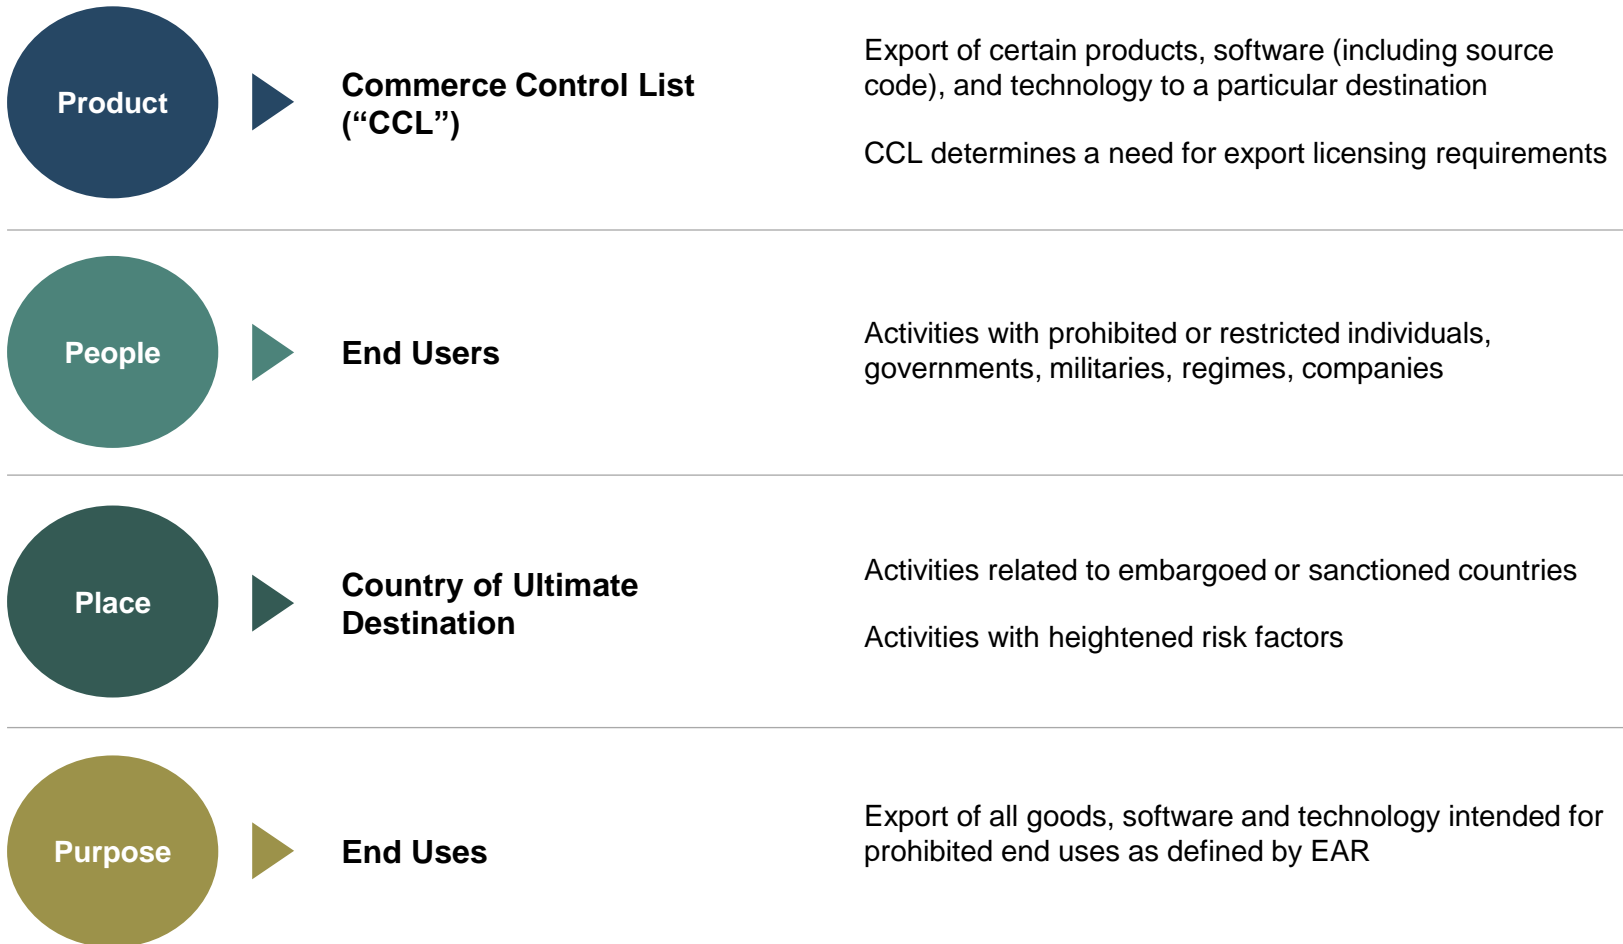 Product
Commerce Control List
(“CCL”)
Export of certain products, software (including source
code), and technology to a particular destination
CCL determines a need for export licensing requirements
People
End Users
Activities with prohibited or restricted individuals,
governments, militaries, regimes, companies
Place
Country of Ultimate
Destination
Activities related to embargoed or sanctioned countries
Activities with heightened risk factors
Purpose
End Uses
Export of all goods, software and technology intended for
prohibited end uses as defined by EAR